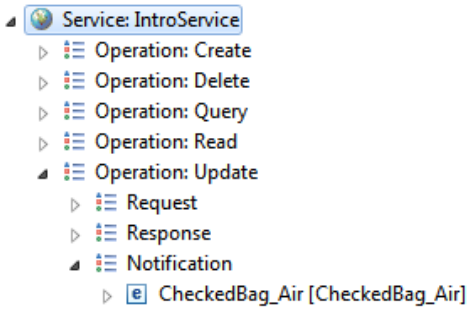 Service: IntroService
Operation: Create
Operation: Delete
Operation: Query
Operation: Read
Operation: Update
Request
Response
Notification
e CheckedBag_Air [CheckedBag_Air]